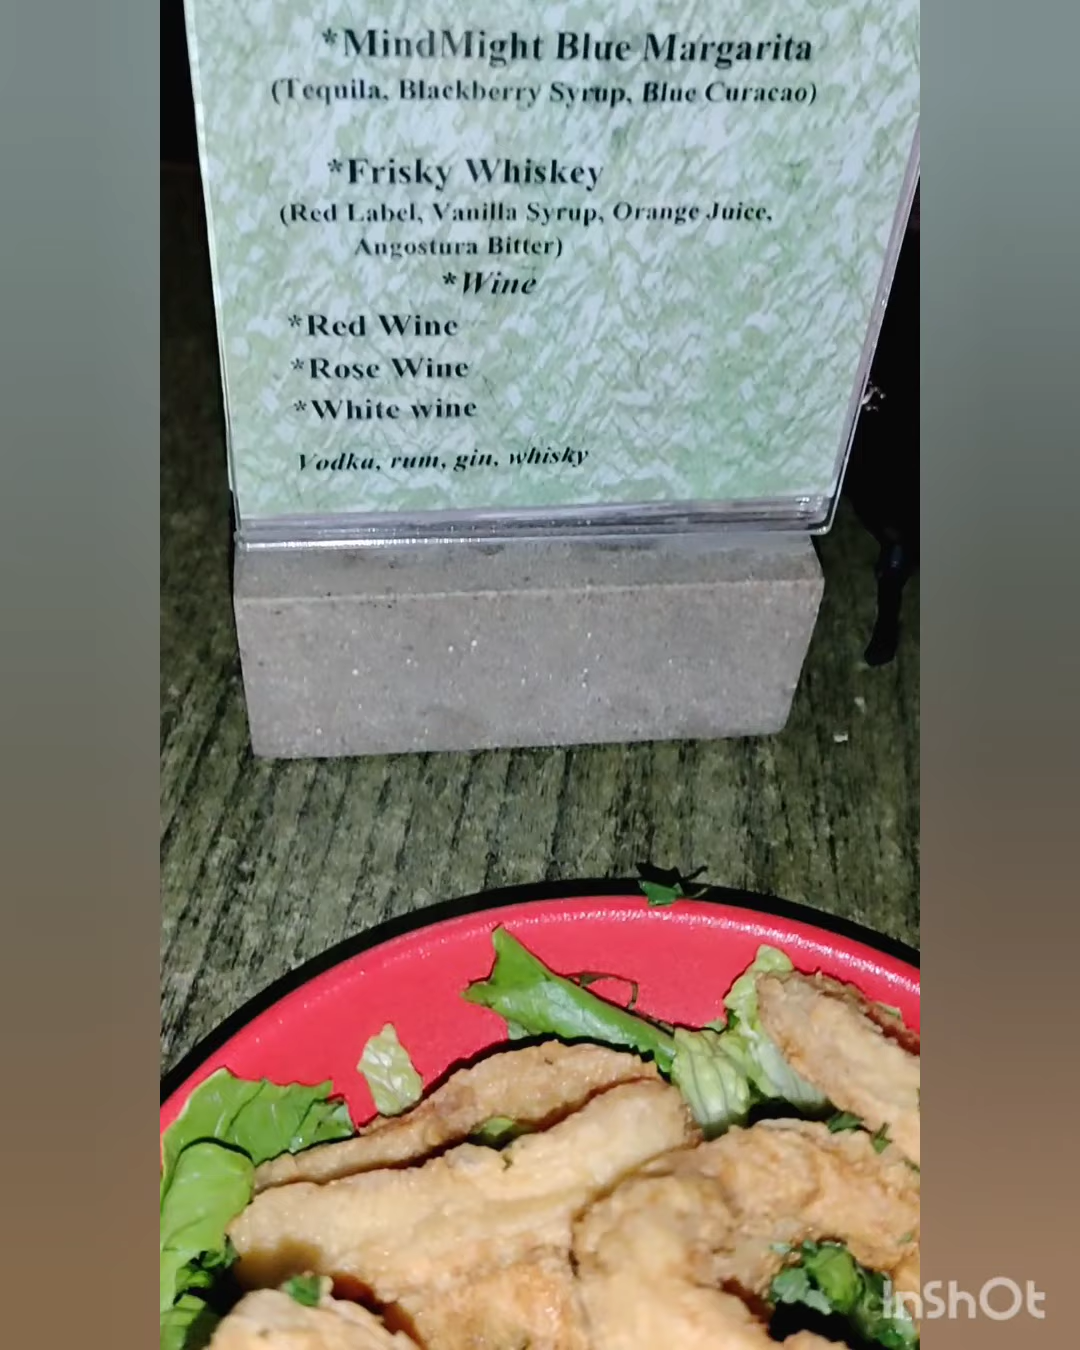 *MindMight Blue Margarita
(Tequila, Blackberry Syrup, Blue Curacao)
*Frisky Whiskey
(Red Label, Vanilla Syrup, Orange Juice,
Angostura Bitter)
*Wine
*Red Wine
*Rose Wine
*White wine
Vodka, rum, gin, whisky
InShOt